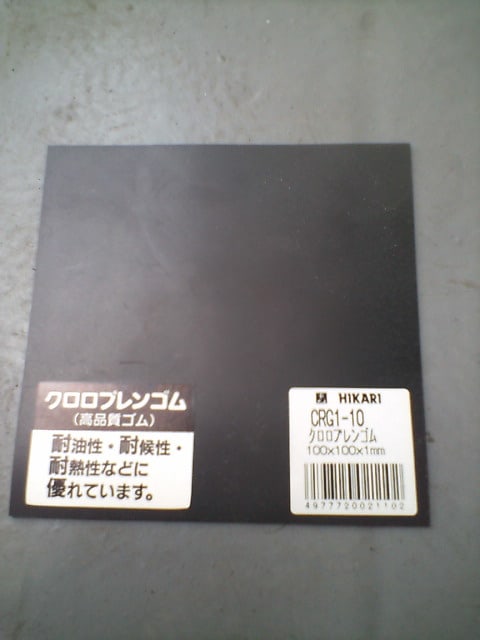 クロロプレンゴム
(高品質ゴム)
耐油性・耐候性・
耐熱性などに
優れています。
HIKARI
CRG1-10
クロロプレンゴム
100×100×1mm
4977720021102